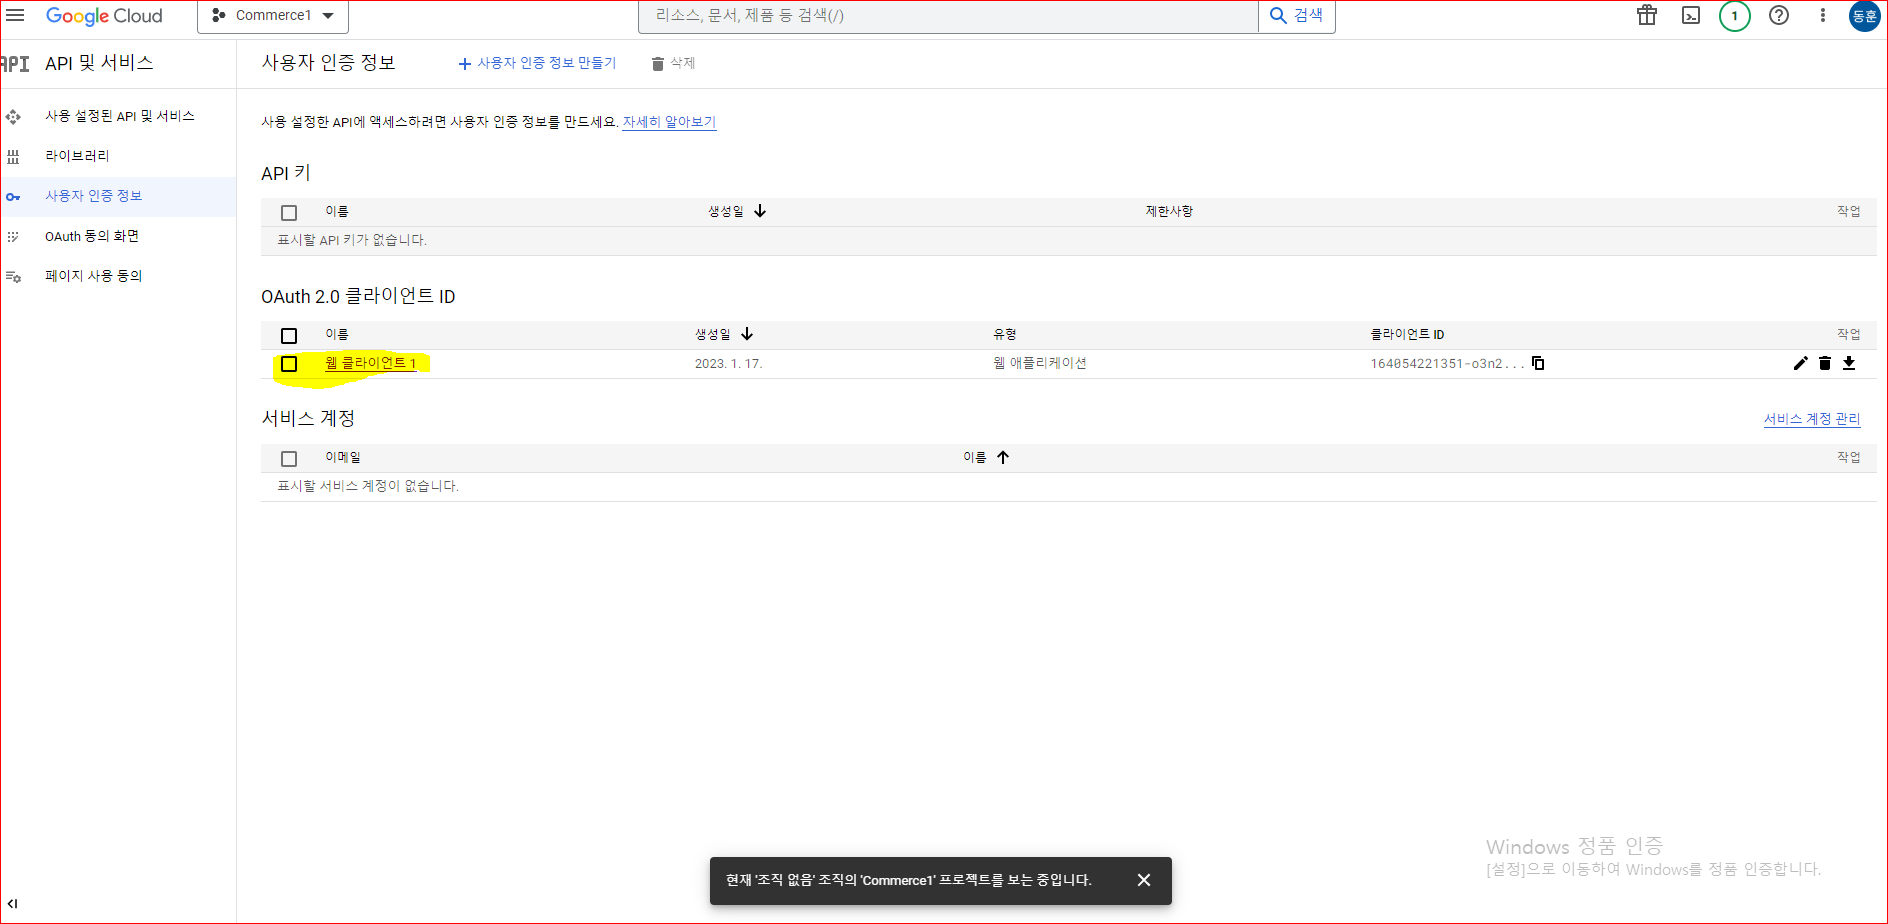 Google Cloud
Commerce1
리소스, 문서, 제품 등 검색(/)
검색
1
동훈
API
API 및 서비스
사용자 인증 정보
사용자 인증 정보 만들기
삭제
사용 설정된 API 및 서비스
라이브러리
사용자 인증 정보
OAuth 동의 화면
페이지 사용 동의
사용 설정한 API에 액세스하려면 사용자 인증 정보를 만드세요. 자세히 알아보기
API 키
이름 생성일 제한사항 작업
표시할 API 키가 없습니다.
OAuth 2.0 클라이언트 ID
이름 생성일 유형 클라이언트 ID 작업
웹 클라이언트 1 2023. 1. 17. 웹 애플리케이션 164054221351-o3n2...
서비스 계정
서비스 계정 관리
이메일 이름 작업
표시할 서비스 계정이 없습니다.
Windows 정품 인증
[설정]으로 이동하여 Windows를 정품 인증합니다.
현재 '조직 없음' 조직의 'Commerce1' 프로젝트를 보는 중입니다.